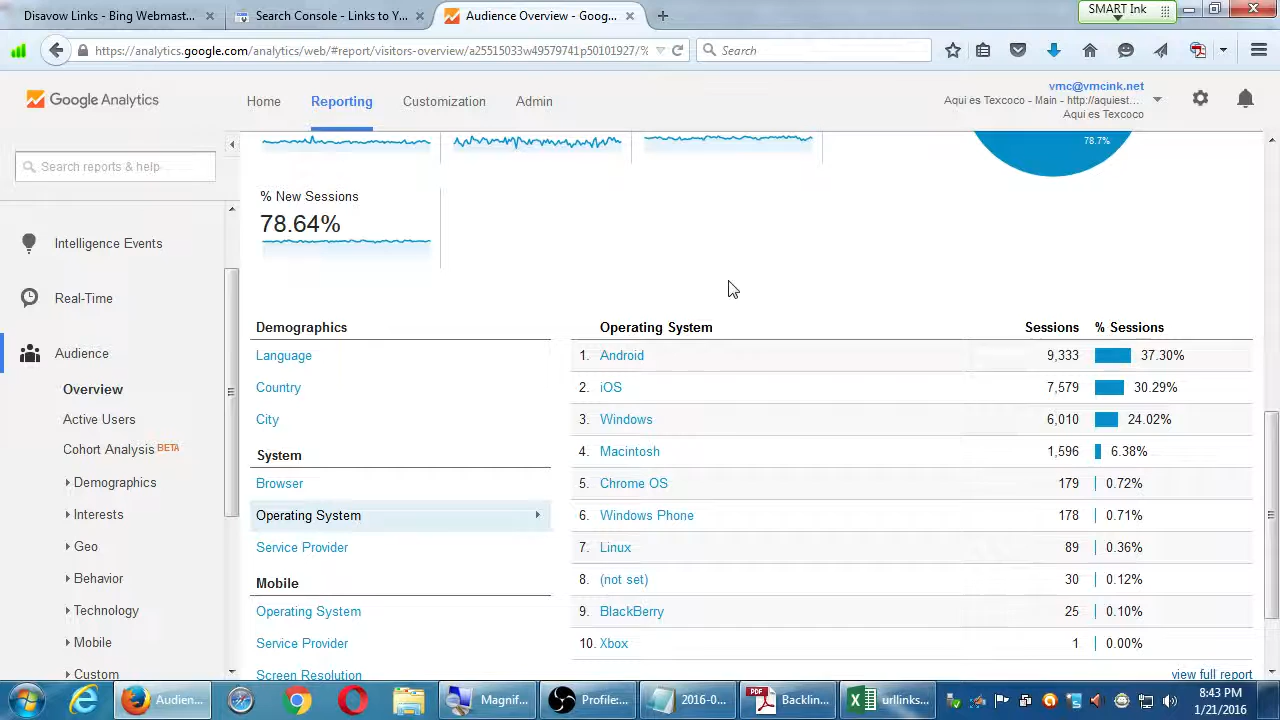 Disavow Links - Bing Webmast...
Search Console - Links to Y...
Audience Overview - Goog...
SMART Ink
https://analytics.google.com/analytics/web/#report/visitors-overview/a25515033w49579741p50101927/%
Search
Google Analytics
Home
Reporting
Customization
Admin
vmc@vmcink.net
Aqui es Texcoco - Main - http://aquiest...
Aqui es Texcoco
Search reports & help
Intelligence Events
Real-Time
Audience
Overview
Active Users
Cohort Analysis BETA
Demographics
Interests
Geo
Behavior
Technology
Mobile
Custom
78.7%
% New Sessions
78.64%
Demographics
Language
Country
City
System
Browser
Operating System
Service Provider
Mobile
Operating System
Service Provider
Screen Resolution
Operating System Sessions % Sessions
1. Android 9,333 37.30%
2. iOS 7,579 30.29%
3. Windows 6,010 24.02%
4. Macintosh 1,596 6.38%
5. Chrome OS 179 0.72%
6. Windows Phone 178 0.71%
7. Linux 89 0.36%
8. (not set) 30 0.12%
9. BlackBerry 25 0.10%
10. Xbox 1 0.00%
view full report
Audien...
Magnif...
Profile:...
2016-0...
PDF
Backlin...
urllinks...
8:43 PM
1/21/2016